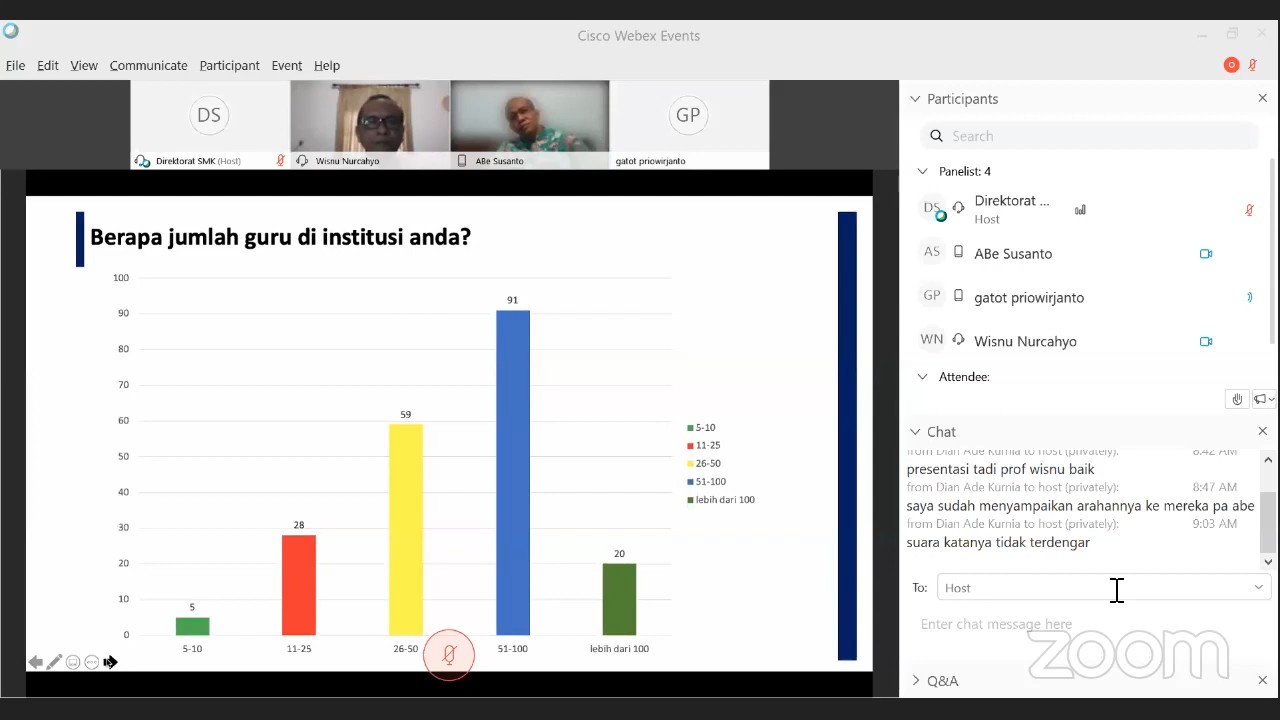 Cisco Webex Events
File Edit View Communicate Participant Event Help
DS
GP
Direktorat SMK (Host)
Wisnu Nurcahyo
ABe Susanto
gatot priowirjanto
Berapa jumlah guru di institusi anda?
100
90
80
70
60
50
40
30
20
10
0
5
28
59
91
20
5-10
11-25
26-50
51-100
lebih dari 100
5-10
11-25
26-50
51-100
lebih dari 100
Participants
Search
Panelist: 4
DS
Direktorat ...
Host
AS
ABe Susanto
GP
gatot priowirjanto
WN
Wisnu Nurcahyo
Attendee:
Chat
from Dian Ade Kurnia to host (privately): 8:42 AM
presentasi tadi prof wisnu baik
from Dian Ade Kurnia to host (privately): 8:47 AM
saya sudah menyampaikan arahannya ke mereka pa abe
from Dian Ade Kurnia to host (privately): 9:03 AM
suara katanya tidak terdengar
To: Host
Enter chat message here
zoom
Q&A